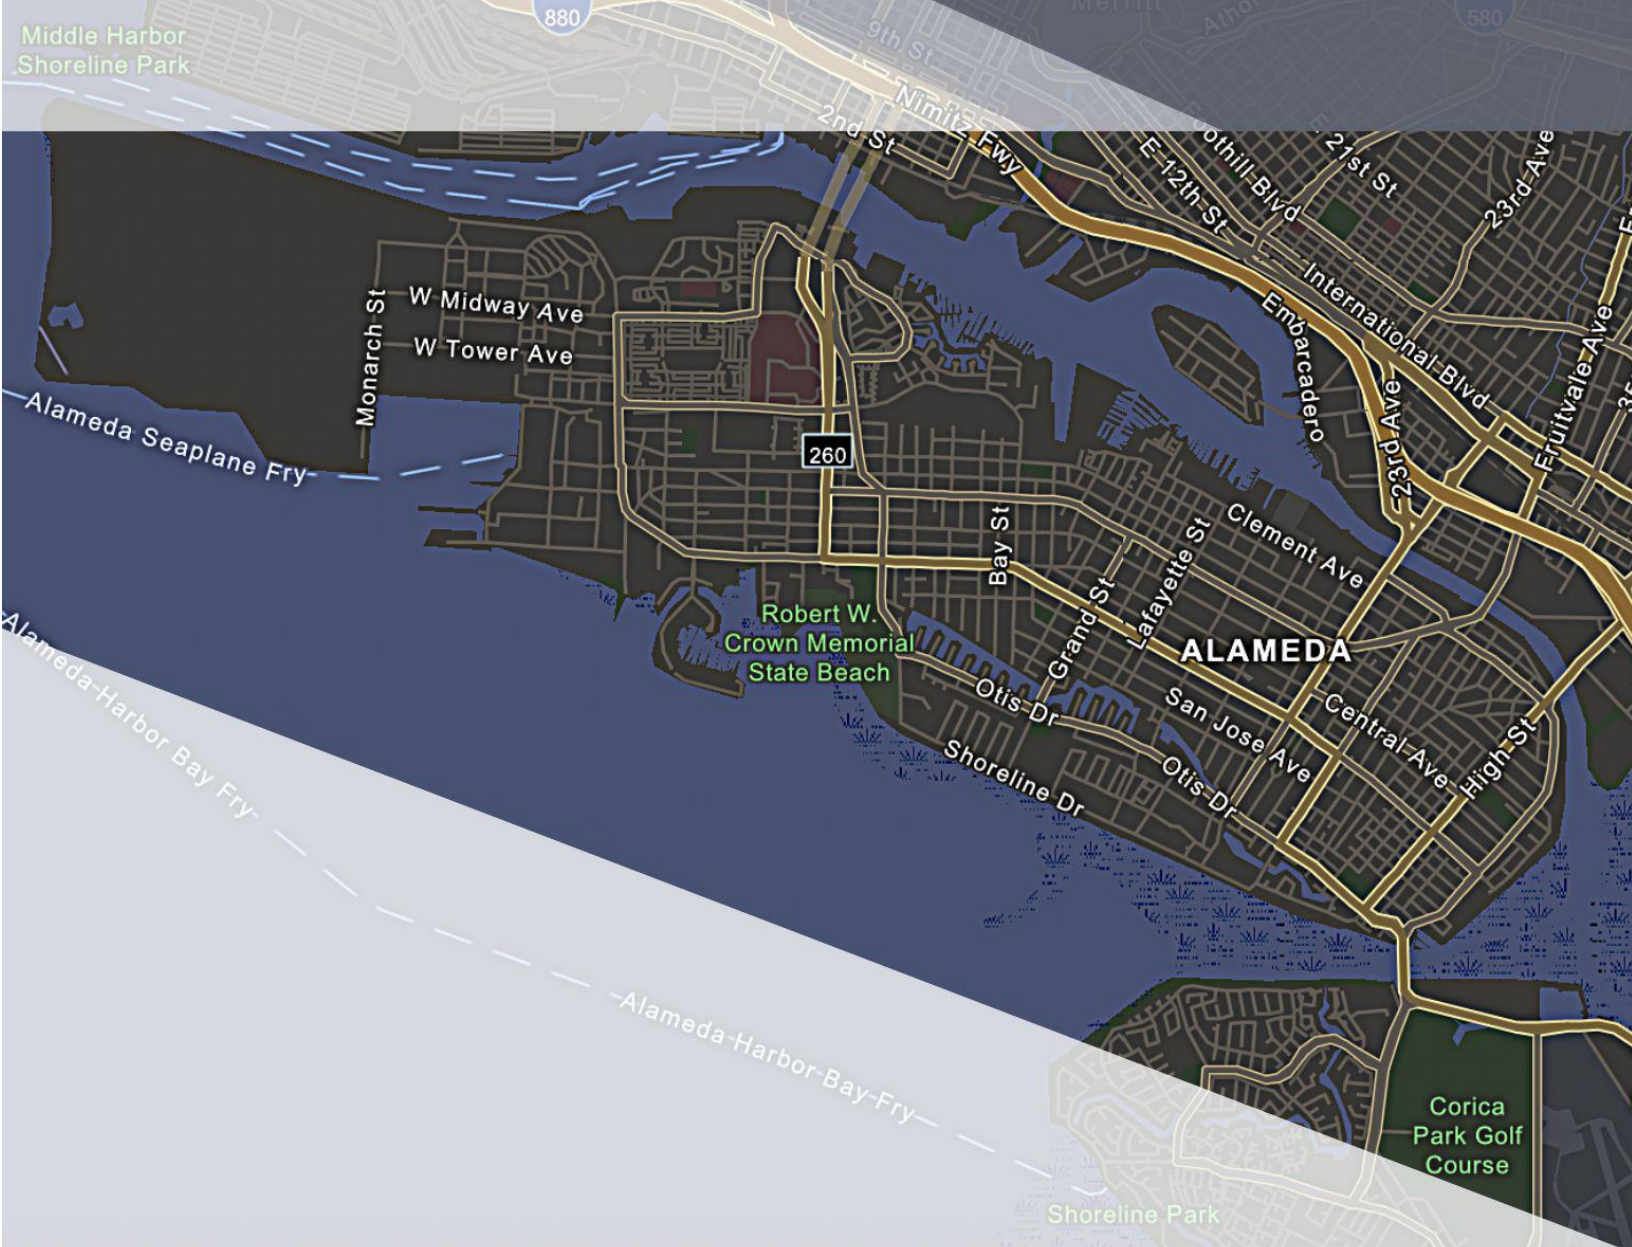 Middle Harbor
Shoreline Park
880
9th St
Merritt
580
Nimitz Fwy
2nd St
E 12th St
Foothill Blvd
E 21st St
23rd Ave
International Blvd
Embarcadero
23rd Ave
Fruitvale Ave
W Midway Ave
W Tower Ave
Monarch St
Alameda Seaplane Fry
260
Bay St
Clement Ave
Lafayette St
Grand St
ALAMEDA
Robert W.
Crown Memorial
State Beach
Otis Dr
San Jose Ave
Central Ave
High St
Otis Dr
Shoreline Dr
Alameda-Harbor Bay Fry
Alameda-Harbor-Bay-Fry
Corica
Park Golf
Course
Shoreline Park